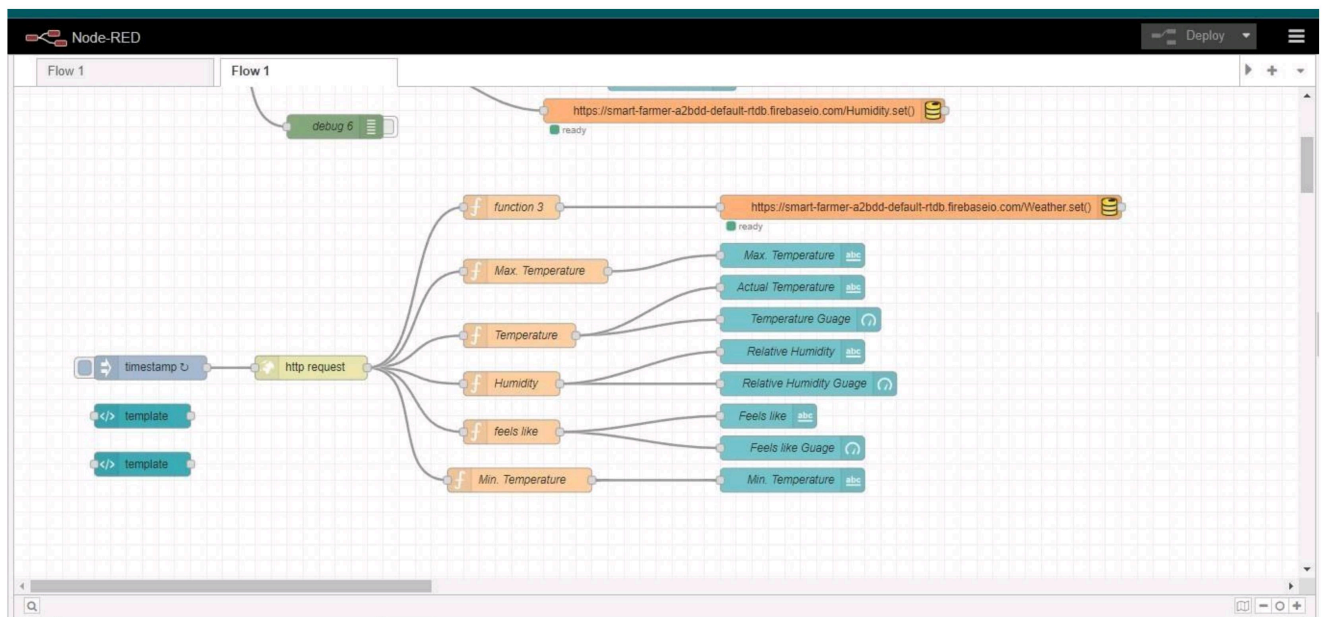 Node-RED
Deploy
Flow 1
Flow 1
debug 6
https://smart-farmer-a2bdd-default-rtdb.firebaseio.com/Humidity.set()
ready
function 3
https://smart-farmer-a2bdd-default-rtdb.firebaseio.com/Weather.set()
ready
Max. Temperature
Max. Temperature abc
Actual Temperature abc
Temperature
Temperature Guage
timestamp ↻
http request
Relative Humidity abc
Humidity
Relative Humidity Guage
</> template
feels like
Feels like abc
Feels like Guage
</> template
Min. Temperature
Min. Temperature abc